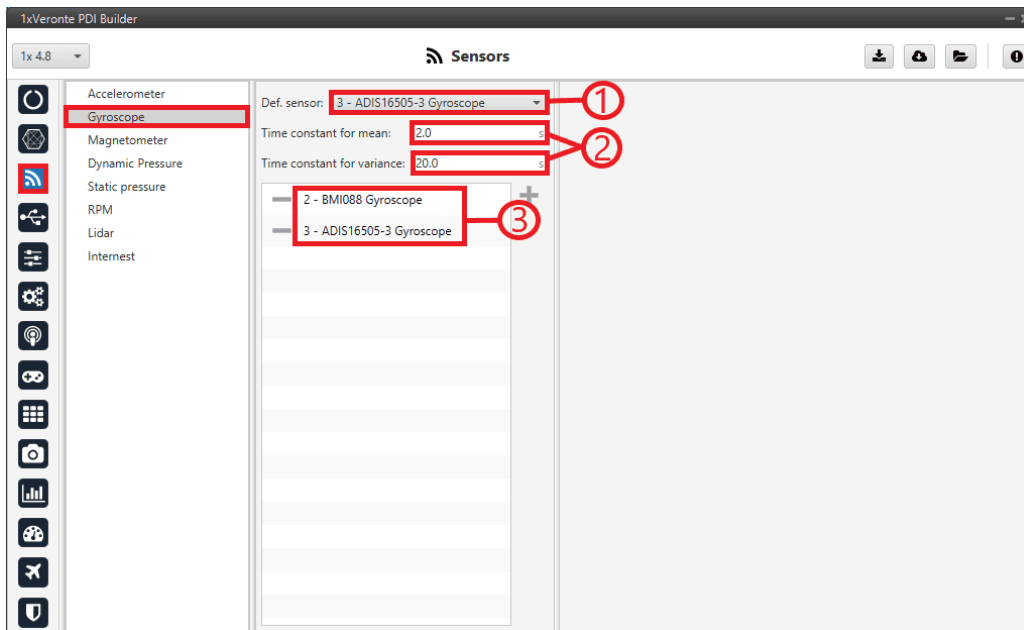 1xVeronte PDI Builder
1x 4.8
Sensors
Accelerometer
Gyroscope
Magnetometer
Dynamic Pressure
Static pressure
RPM
Lidar
Internest
Def. sensor: 3 - ADIS16505-3 Gyroscope 1
Time constant for mean: 2.0 s
2
Time constant for variance: 20.0 s
2 - BMI088 Gyroscope
3
3 - ADIS16505-3 Gyroscope